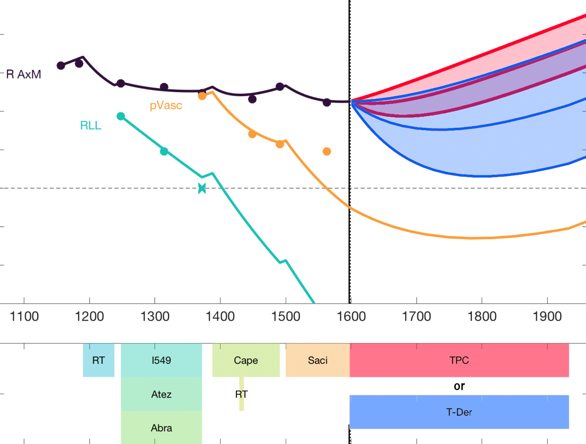 R AxM
pVasc
RLL
1100 1200 1300 1400 1500 1600 1700 1800 1900
RT I549 Cape Saci TPC
Atez RT or
T-Der
Abra